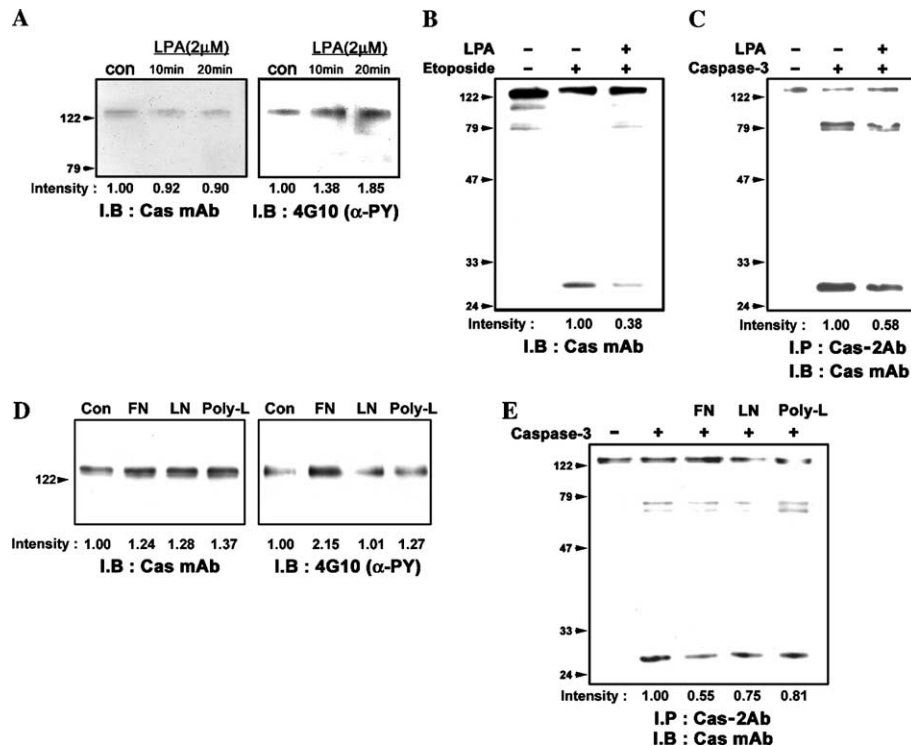 A
LPA(2μM) LPA(2μM)
con 10min 20min con 10min 20min
122
79
Intensity : 1.00 0.92 0.90 1.00 1.38 1.85
I.B : Cas mAb I.B : 4G10 (α-PY)
B
LPA – – +
Etoposide – + +
122
79
47
33
24
Intensity : 1.00 0.38
I.B : Cas mAb
C
LPA – – +
Caspase-3 – + +
122
79
47
33
24
Intensity : 1.00 0.58
I.P : Cas-2Ab
I.B : Cas mAb
D
Con FN LN Poly-L Con FN LN Poly-L
122
Intensity : 1.00 1.24 1.28 1.37 1.00 2.15 1.01 1.27
I.B : Cas mAb I.B : 4G10 (α-PY)
E
FN LN Poly-L
Caspase-3 – + + + +
122
79
47
33
24
Intensity : 1.00 0.55 0.75 0.81
I.P : Cas-2Ab
I.B : Cas mAb